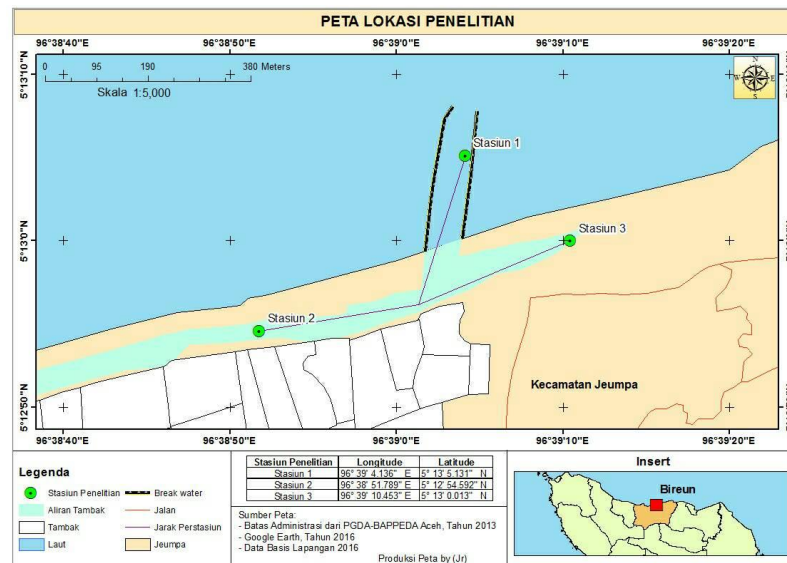 PETA LOKASI PENELITIAN
96°38'40"E 96°38'50"E 96°39'0"E 96°39'10"E 96°39'20"E
5°13'10"N
0 95 190 380 Meters
Skala 1:5,000
N
W E
S
Stasiun 1
5°13'0"N
Stasiun 3
Stasiun 2
Kecamatan Jeumpa
5°12'50"N
96°38'40"E 96°38'50"E 96°39'0"E 96°39'10"E 96°39'20"E
Legenda
Stasiun Penelitian
Aliran Tambak
Tambak
Laut
Break water
Jalan
Jarak Perstasiun
Jeumpa
Stasiun Penelitian Longitude Latitude
Stasiun 1 96° 39' 4.136" E 5° 13' 5.131" N
Stasiun 2 96° 38' 51.789" E 5° 12' 54.592" N
Stasiun 3 96° 39' 10.453" E 5° 13' 0.013" N
Sumber Peta:
- Batas Administrasi dari PGDA-BAPPEDA Aceh, Tahun 2013
- Google Earth, Tahun 2016
- Data Basis Lapangan 2016
Produksi Peta by (Jr)
Insert
Bireun